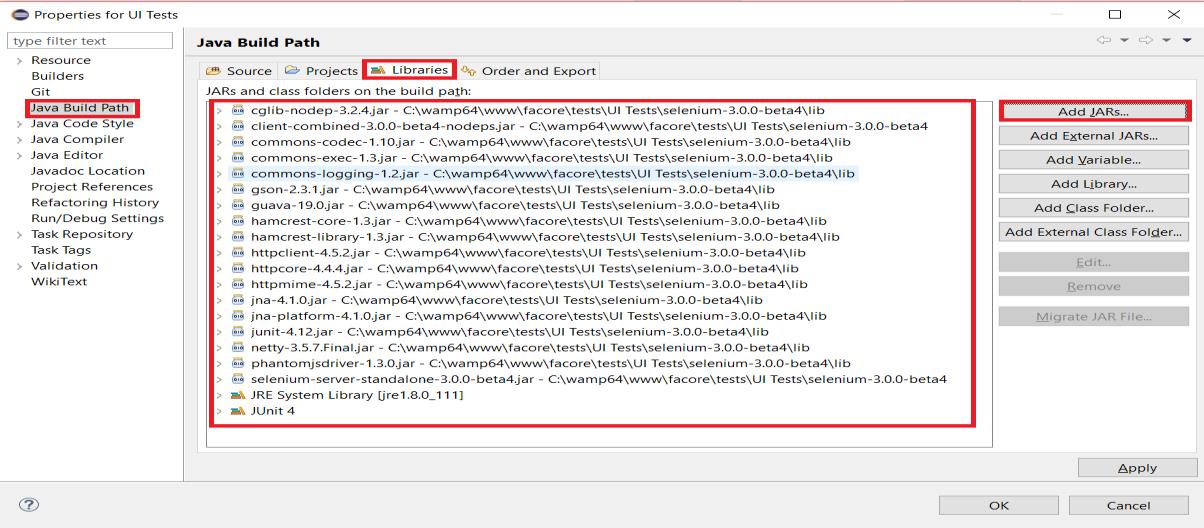 Properties for UI Tests
type filter text
Resource
Builders
Git
Java Build Path
Java Code Style
Java Compiler
Java Editor
Javadoc Location
Project References
Refactoring History
Run/Debug Settings
Task Repository
Task Tags
Validation
WikiText
Java Build Path
Source Projects Libraries Order and Export
JARs and class folders on the build path:
cglib-nodep-3.2.4.jar - C:\wamp64\www\facore\tests\UI Tests\selenium-3.0.0-beta4\lib
client-combined-3.0.0-beta4-nodeps.jar - C:\wamp64\www\facore\tests\UI Tests\selenium-3.0.0-beta4
commons-codec-1.10.jar - C:\wamp64\www\facore\tests\UI Tests\selenium-3.0.0-beta4\lib
commons-exec-1.3.jar - C:\wamp64\www\facore\tests\UI Tests\selenium-3.0.0-beta4\lib
commons-logging-1.2.jar - C:\wamp64\www\facore\tests\UI Tests\selenium-3.0.0-beta4\lib
gson-2.3.1.jar - C:\wamp64\www\facore\tests\UI Tests\selenium-3.0.0-beta4\lib
guava-19.0.jar - C:\wamp64\www\facore\tests\UI Tests\selenium-3.0.0-beta4\lib
hamcrest-core-1.3.jar - C:\wamp64\www\facore\tests\UI Tests\selenium-3.0.0-beta4\lib
hamcrest-library-1.3.jar - C:\wamp64\www\facore\tests\UI Tests\selenium-3.0.0-beta4\lib
httpclient-4.5.2.jar - C:\wamp64\www\facore\tests\UI Tests\selenium-3.0.0-beta4\lib
httpcore-4.4.4.jar - C:\wamp64\www\facore\tests\UI Tests\selenium-3.0.0-beta4\lib
httpmime-4.5.2.jar - C:\wamp64\www\facore\tests\UI Tests\selenium-3.0.0-beta4\lib
jna-4.1.0.jar - C:\wamp64\www\facore\tests\UI Tests\selenium-3.0.0-beta4\lib
jna-platform-4.1.0.jar - C:\wamp64\www\facore\tests\UI Tests\selenium-3.0.0-beta4\lib
junit-4.12.jar - C:\wamp64\www\facore\tests\UI Tests\selenium-3.0.0-beta4\lib
netty-3.5.7.Final.jar - C:\wamp64\www\facore\tests\UI Tests\selenium-3.0.0-beta4\lib
phantomjsdriver-1.3.0.jar - C:\wamp64\www\facore\tests\UI Tests\selenium-3.0.0-beta4\lib
selenium-server-standalone-3.0.0-beta4.jar - C:\wamp64\www\facore\tests\UI Tests\selenium-3.0.0-beta4
JRE System Library [jre1.8.0_111]
JUnit 4
Add JARs...
Add External JARs...
Add Variable...
Add Library...
Add Class Folder...
Add External Class Folder...
Edit...
Remove
Migrate JAR File...
Apply
?
OK Cancel